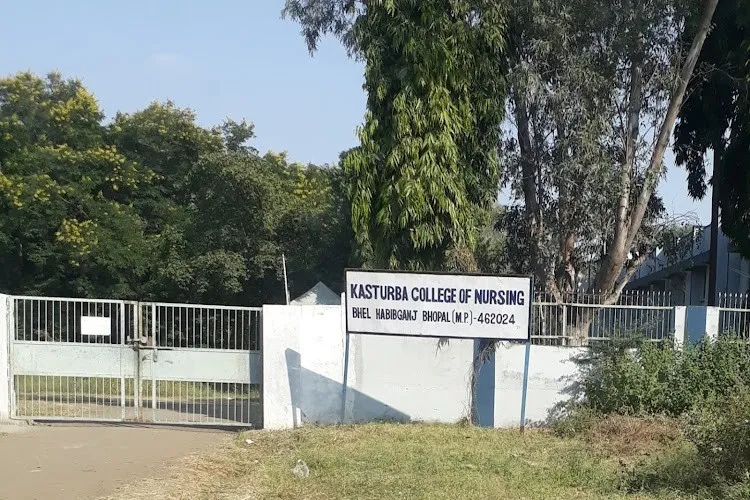 KASTURBA COLLEGE OF NURSING
BHEL HABIBGANJ BHOPAL (M.P.)-462024